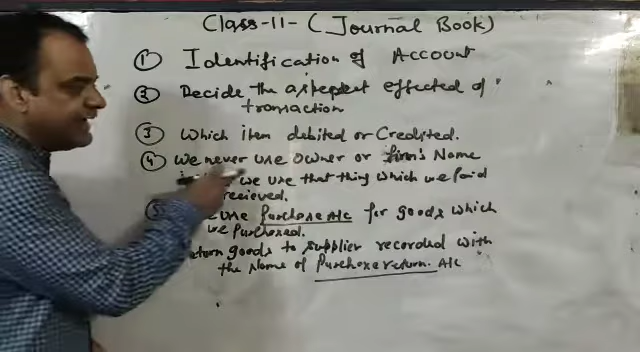 Class-11-(Journal Book)
① Identification of Account
② Decide the aspect effected of
transaction
③ Which item debited or Credited.
④ We never use owner or firm's Name
we use that thing which we paid
recieved.
use Purchase A/c for goods which
we purchased.
return goods to supplier recorded with
the Name of Purchase return. A/c